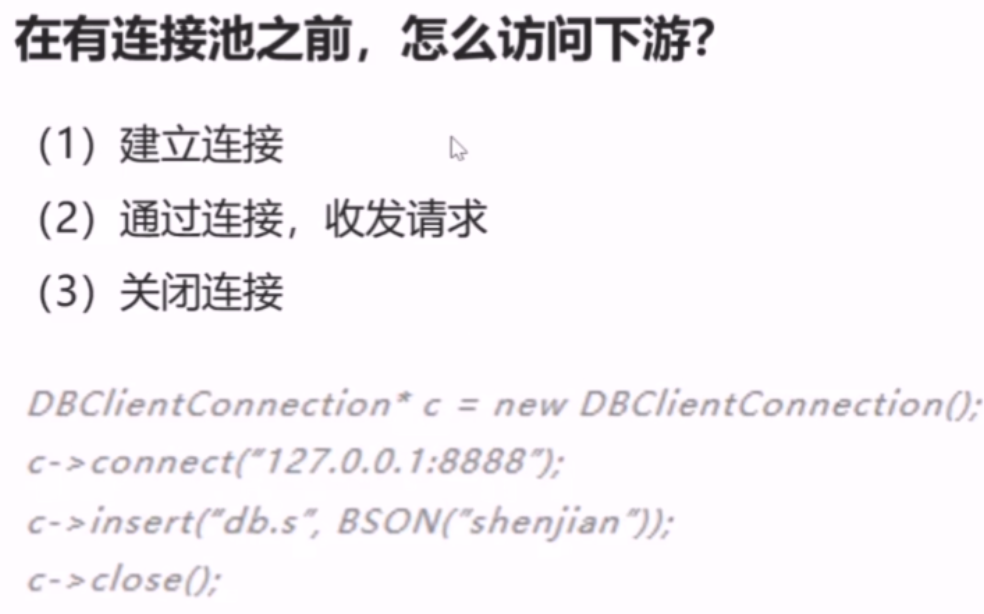 在有连接池之前，怎么访问下游？
（1）建立连接
（2）通过连接，收发请求
（3）关闭连接
DBClientConnection* c = new DBClientConnection();
c->connect("127.0.0.1:8888");
c->insert("db.s", BSON("shenjian"));
c->close();